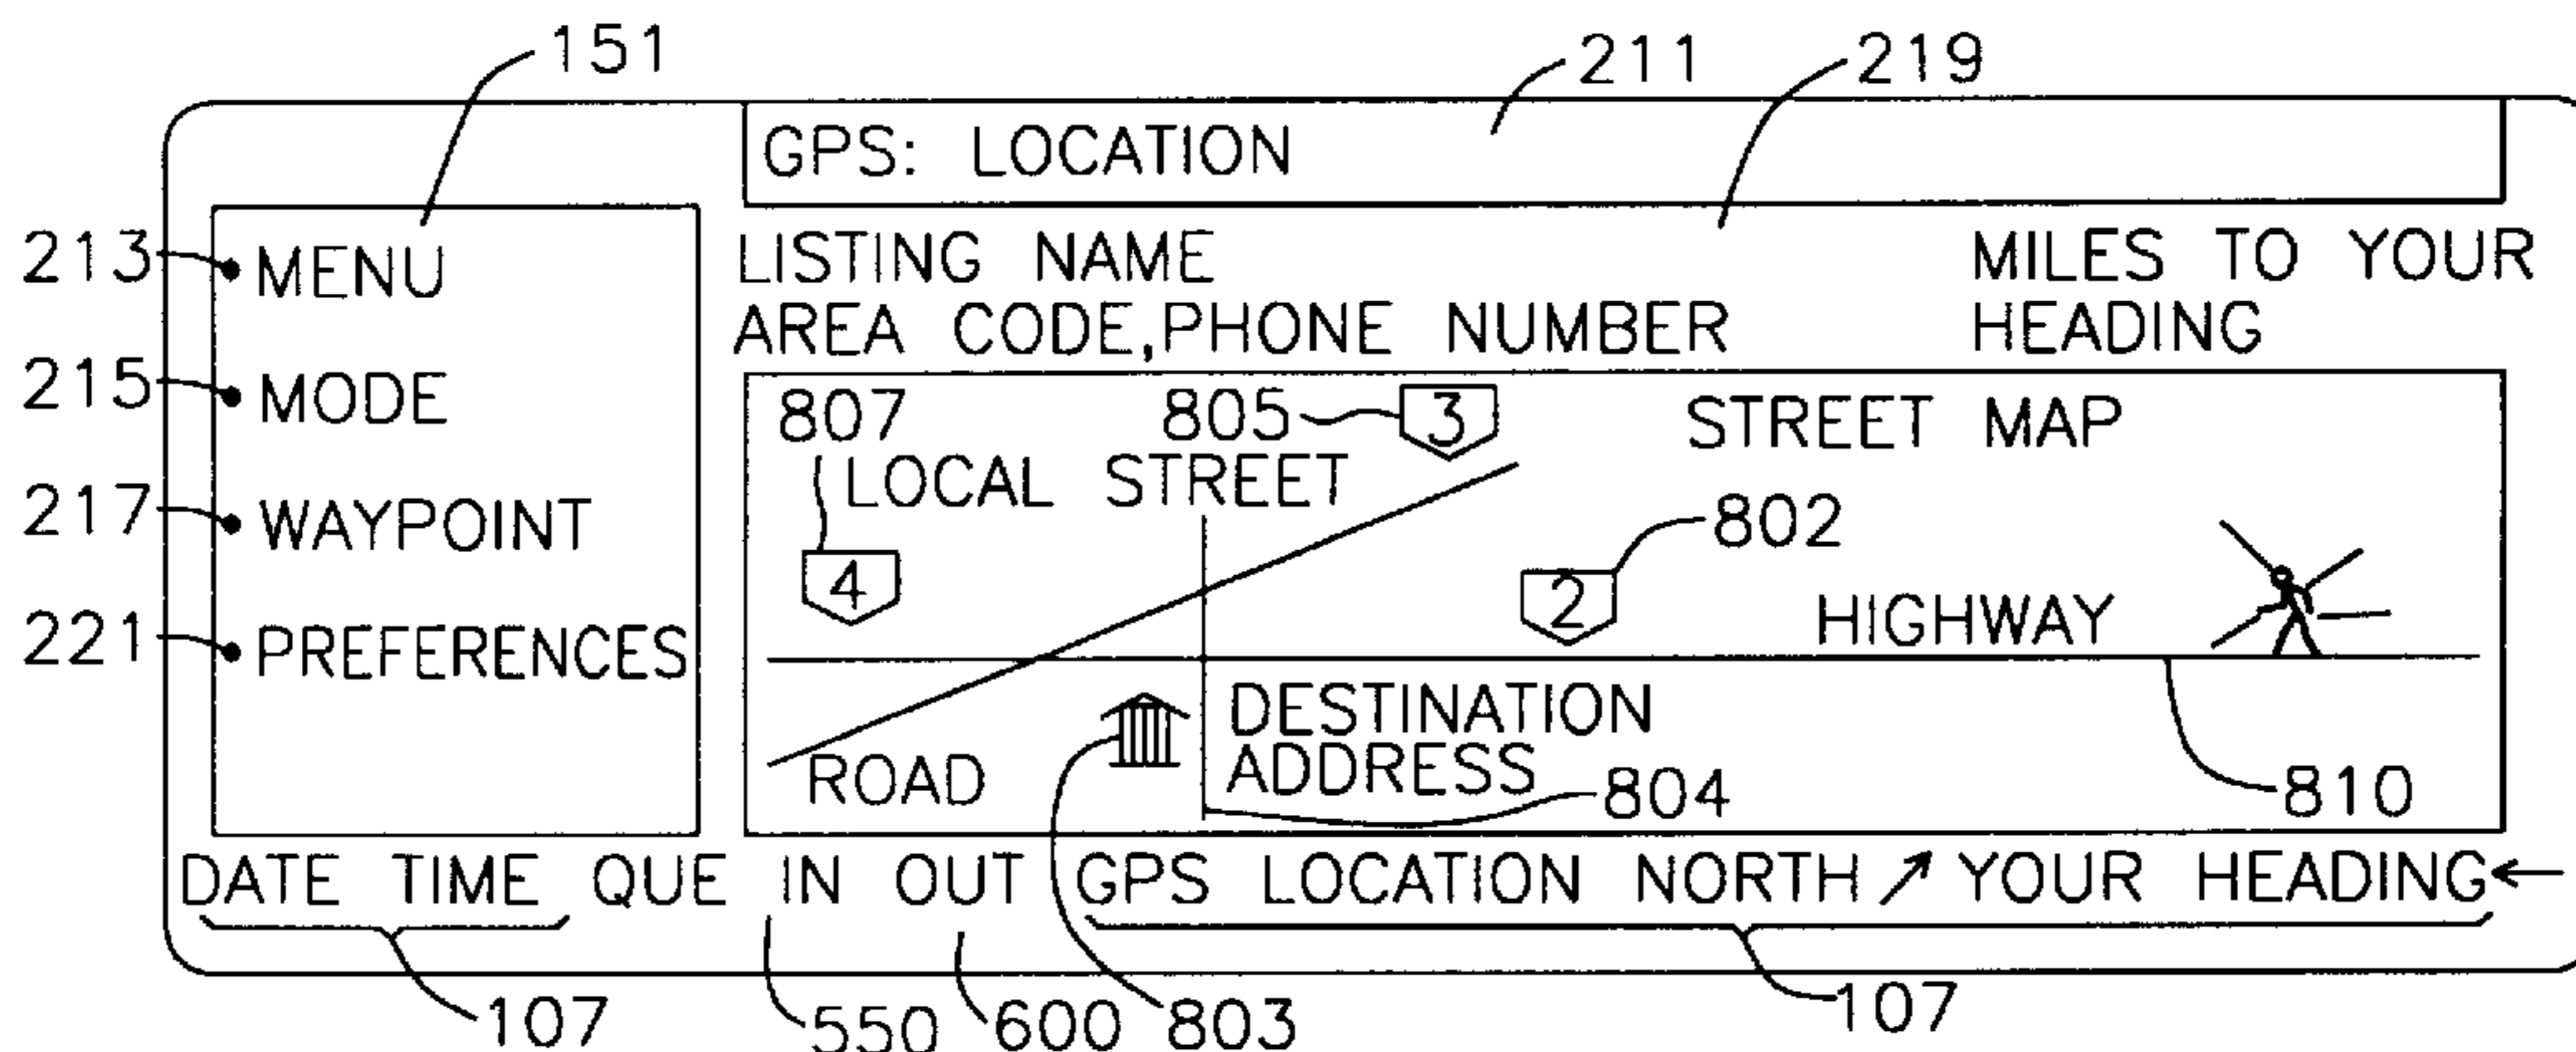 151
211
219
GPS: LOCATION
213 MENU
LISTING NAME
MILES TO YOUR
AREA CODE,PHONE NUMBER
HEADING
215 MODE
807
805
3
STREET MAP
LOCAL STREET
217 WAYPOINT
802
4
2
HIGHWAY
221 PREFERENCES
DESTINATION
ADDRESS
ROAD
804
810
DATE TIME QUE IN OUT GPS LOCATION NORTH ↗ YOUR HEADING←
107
550
600
803
107